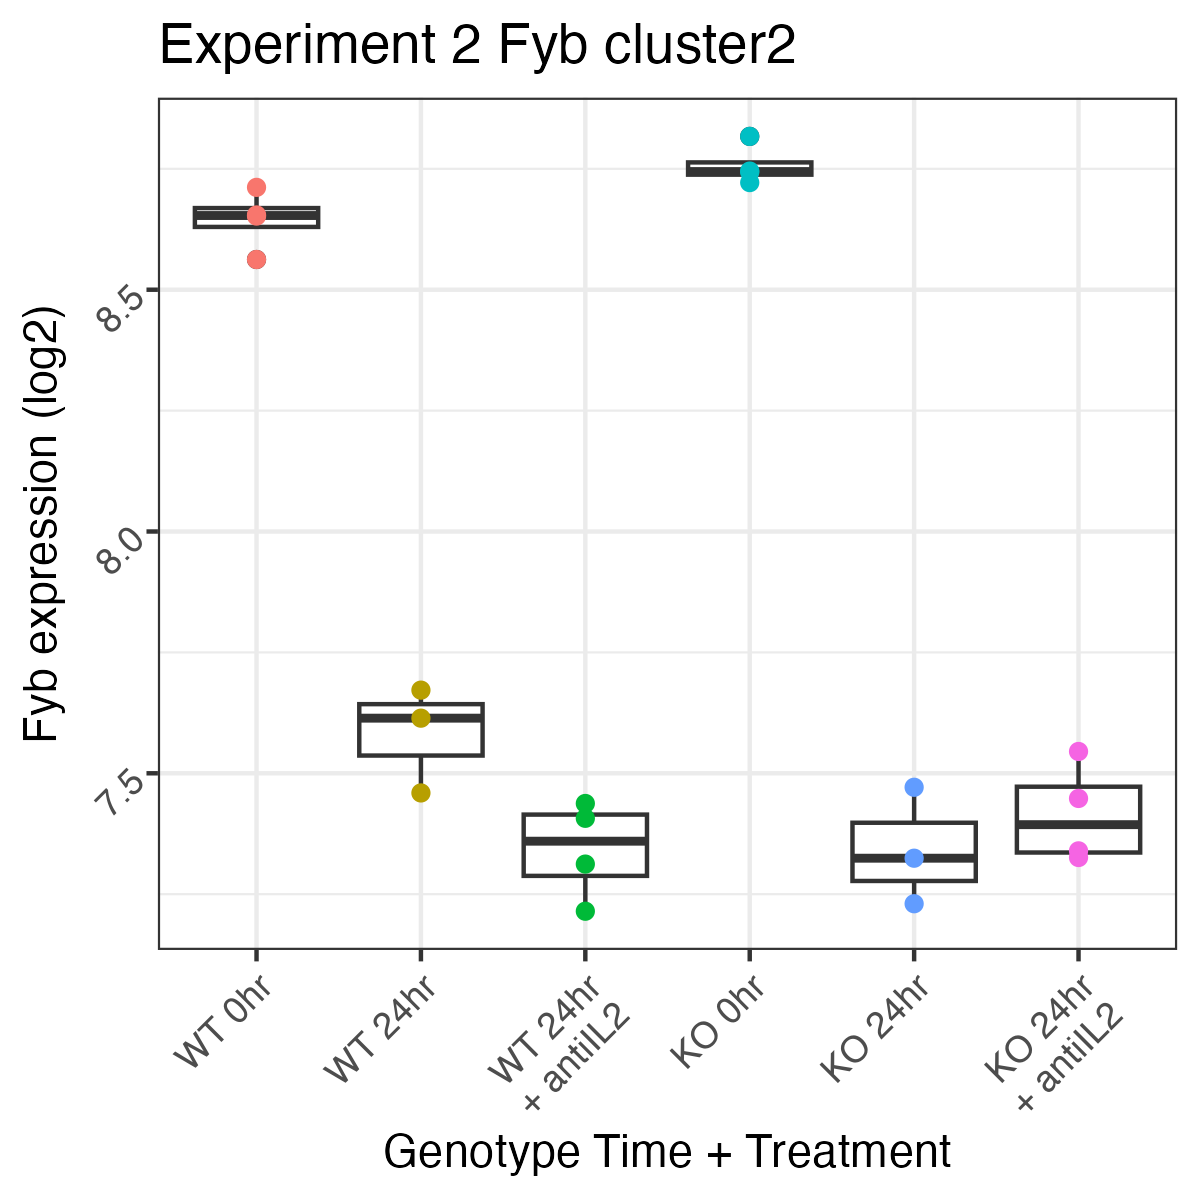 Experiment 2 Fyb cluster2
Fyb expression (log2)
8.5
8.0
7.5
WT 0hr
WT 24hr
WT 24hr
+ antiIL2
KO 0hr
KO 24hr
KO 24hr
+ antiIL2
Genotype Time + Treatment